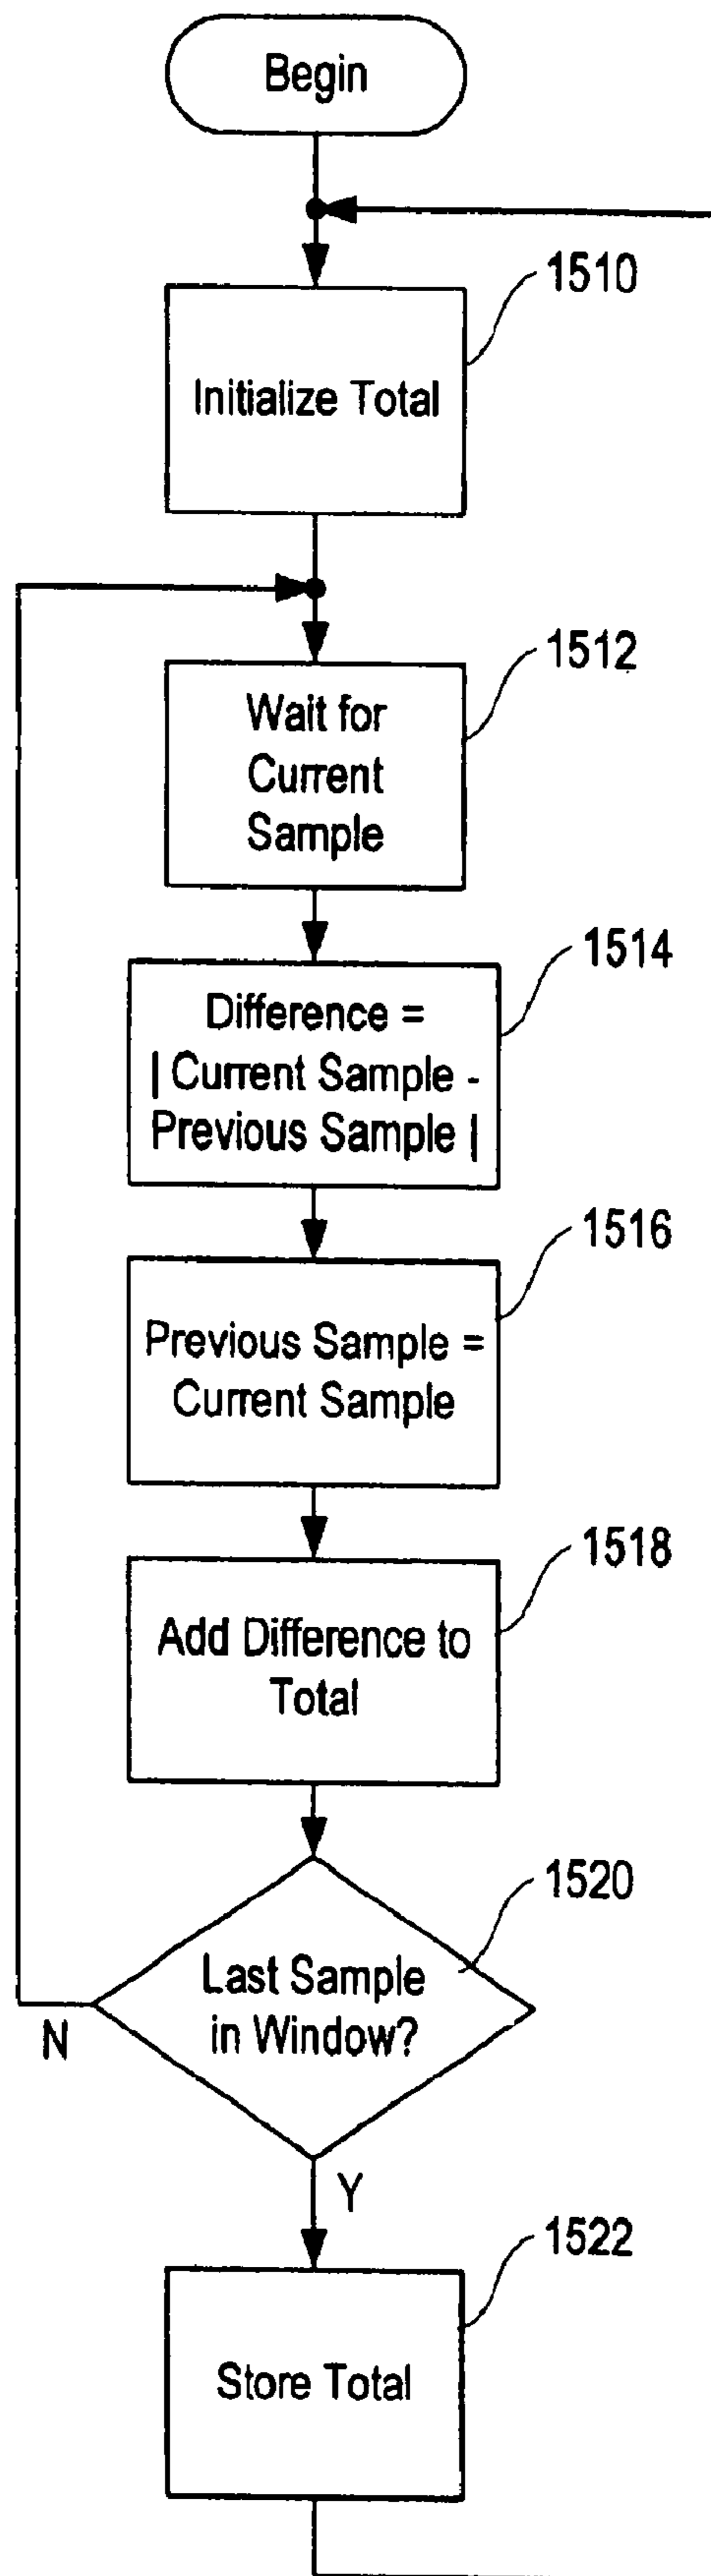 Begin
1510
Initialize Total
1512
Wait for
Current
Sample
1514
Difference =
| Current Sample -
Previous Sample |
1516
Previous Sample =
Current Sample
1518
Add Difference to
Total
1520
Last Sample
in Window?
N
Y
1522
Store Total